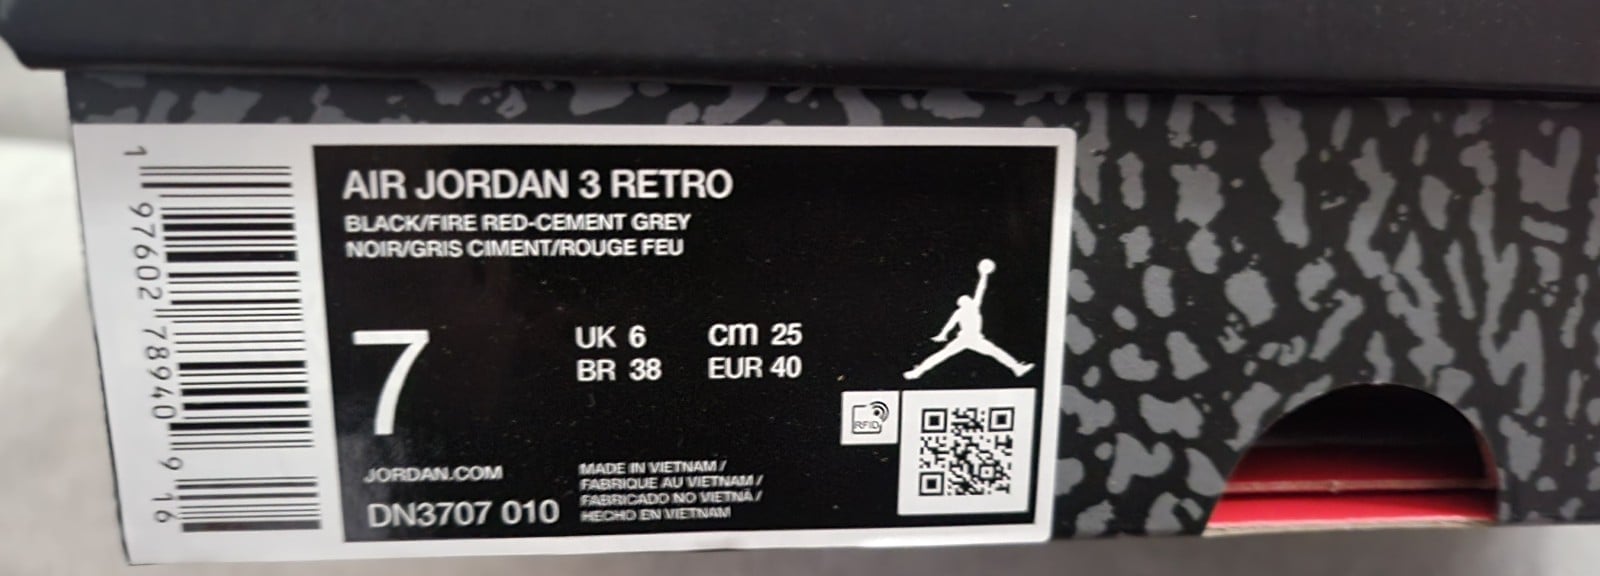 AIR JORDAN 3 RETRO
BLACK/FIRE RED-CEMENT GREY
NOIR/GRIS CIMENT/ROUGE FEU
7
UK 6
BR 38
cm 25
EUR 40
RFID
JORDAN.COM
DN3707 010
MADE IN VIETNAM /
FABRIQUE AU VIETNAM /
FABRICADO NO VIETNÃ /
HECHO EN VIETNAM
1 97602 78940 9 16